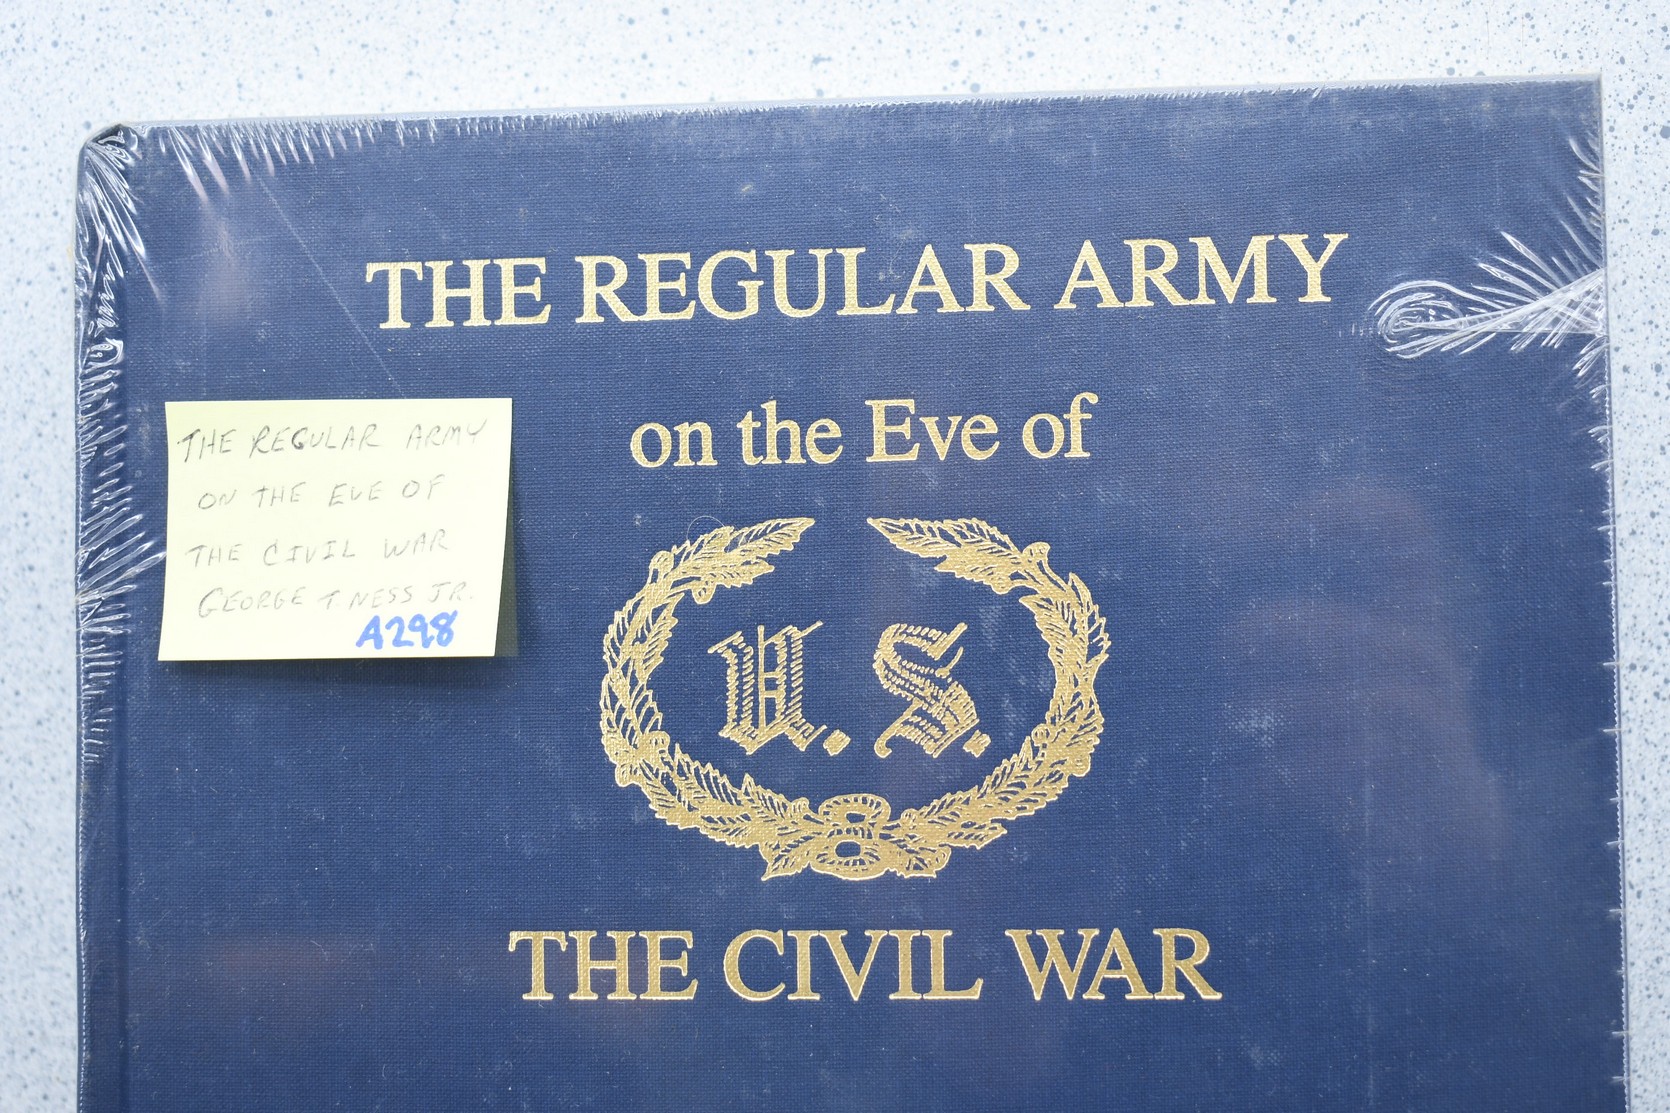 THE REGULAR ARMY
on the Eve of
U.S.
THE CIVIL WAR
THE REGULAR ARMY
ON THE EVE OF
THE CIVIL WAR
GEORGE T. NESS JR.
A298